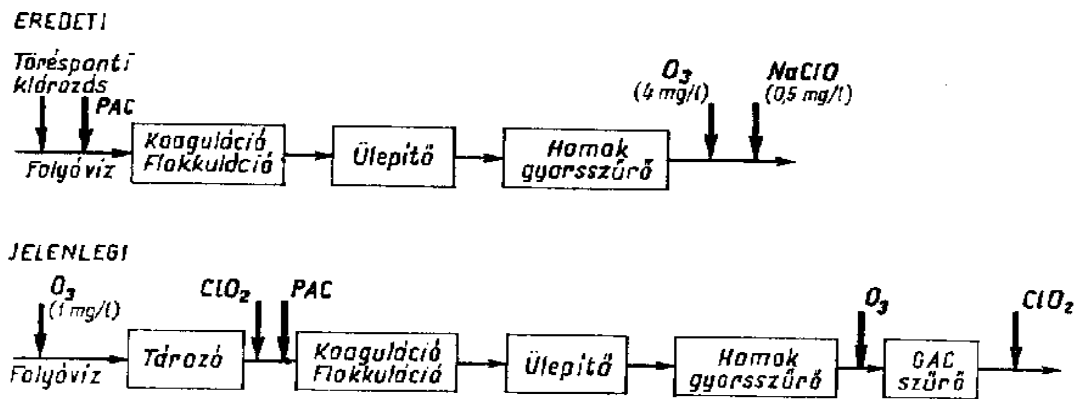 EREDETI
Törésponti
klórozás
PAC
Folyóvíz
Koaguláció
Flokkuláció
Ülepítő
Homok
gyorsszűrő
O₃
(4 mg/l)
NaClO
(0,5 mg/l)
JELENLEGI
O₃
(1 mg/l)
Folyóvíz
Tározó
ClO₂
PAC
Koaguláció
Flokkuláció
Ülepítő
Homok
gyorsszűrő
O₃
GAC
szűrő
ClO₂